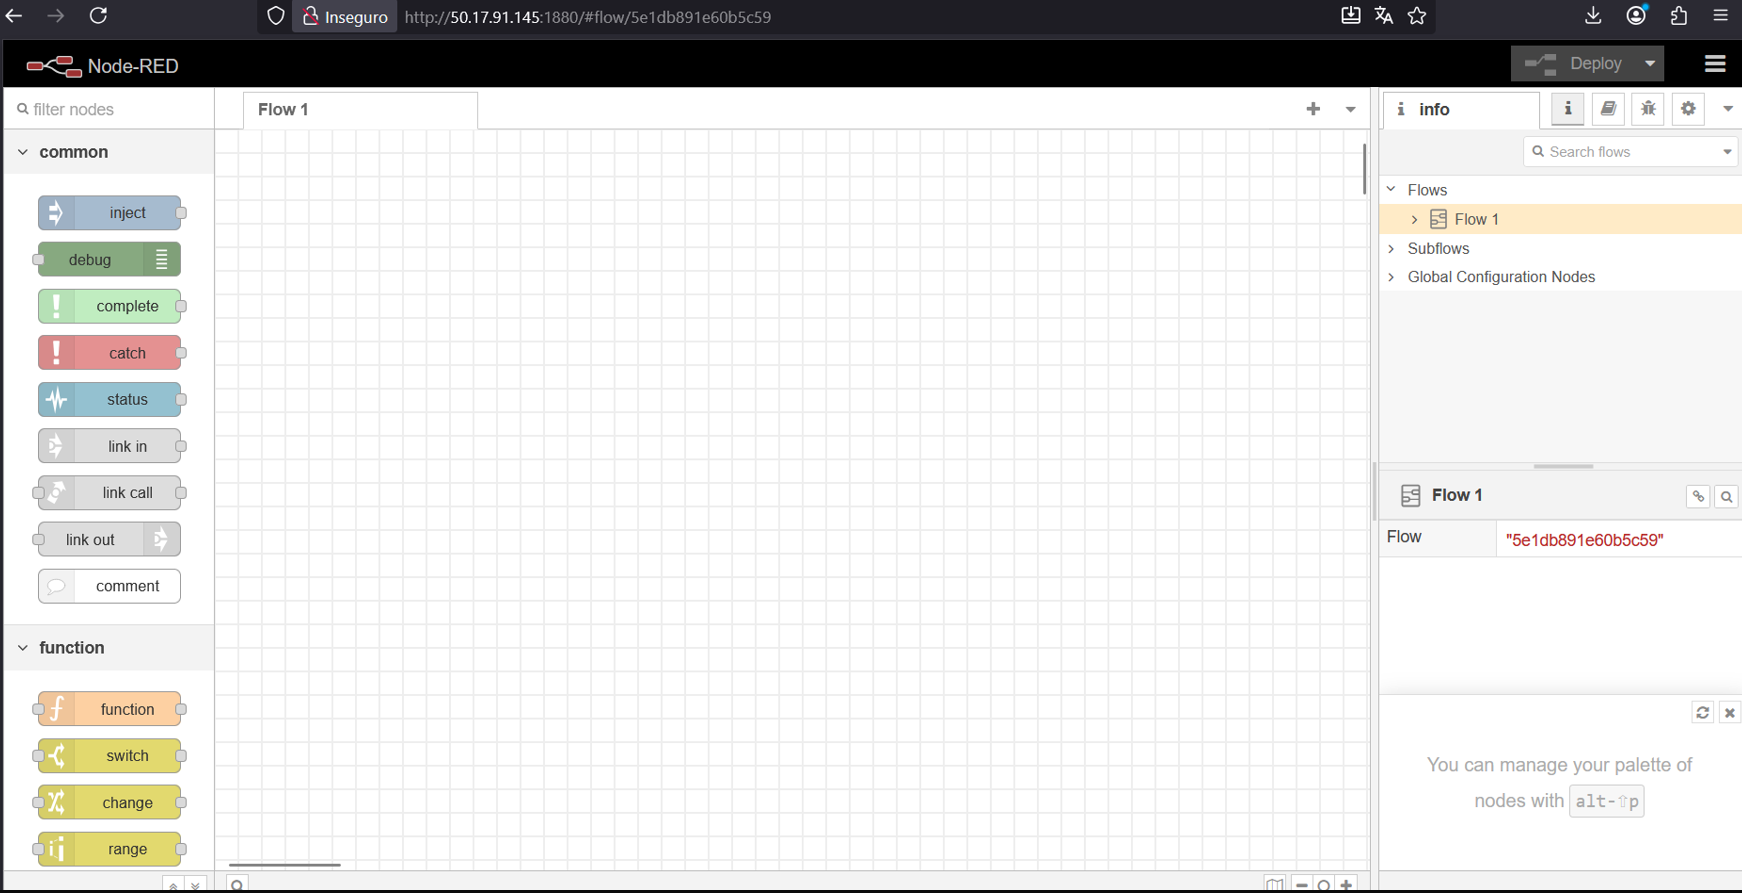 Inseguro http://50.17.91.145:1880/#flow/5e1db891e60b5c59
Node-RED
Deploy
filter nodes
Flow 1
info
common
Search flows
inject
debug
complete
catch
status
link in
link call
link out
comment
function
function
switch
change
range
Flows
Flow 1
Subflows
Global Configuration Nodes
Flow 1
Flow "5e1db891e60b5c59"
You can manage your palette of
nodes with alt-⇧p